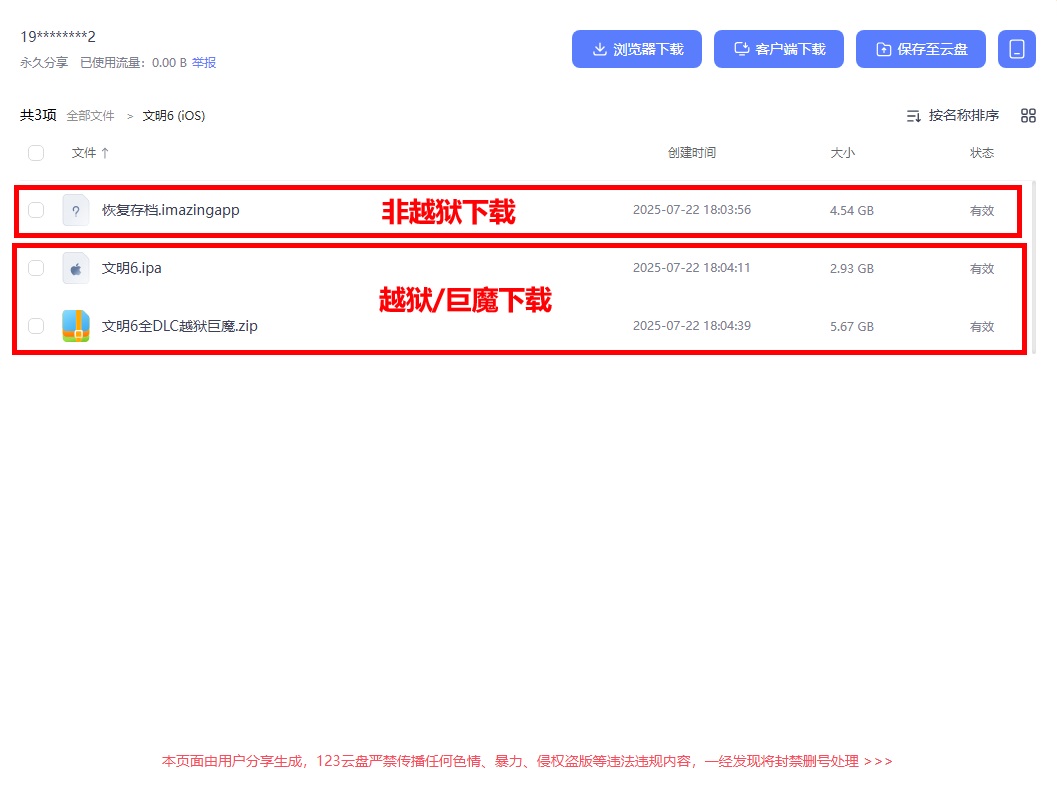 19********2
永久分享 已使用流量：0.00 B 举报
浏览器下载 客户端下载 保存至云盘
共3项 全部文件 > 文明6 (iOS) 按名称排序
文件 ↑ 创建时间 大小 状态
恢复存档.imazingapp 非越狱下载 2025-07-22 18:03:56 4.54 GB 有效
文明6.ipa 2025-07-22 18:04:11 2.93 GB 有效
越狱/巨魔下载
文明6全DLC越狱巨魔.zip 2025-07-22 18:04:39 5.67 GB 有效
本页面由用户分享生成，123云盘严禁传播任何色情、暴力、侵权盗版等违法违规内容，一经发现将封禁删号处理 >>>